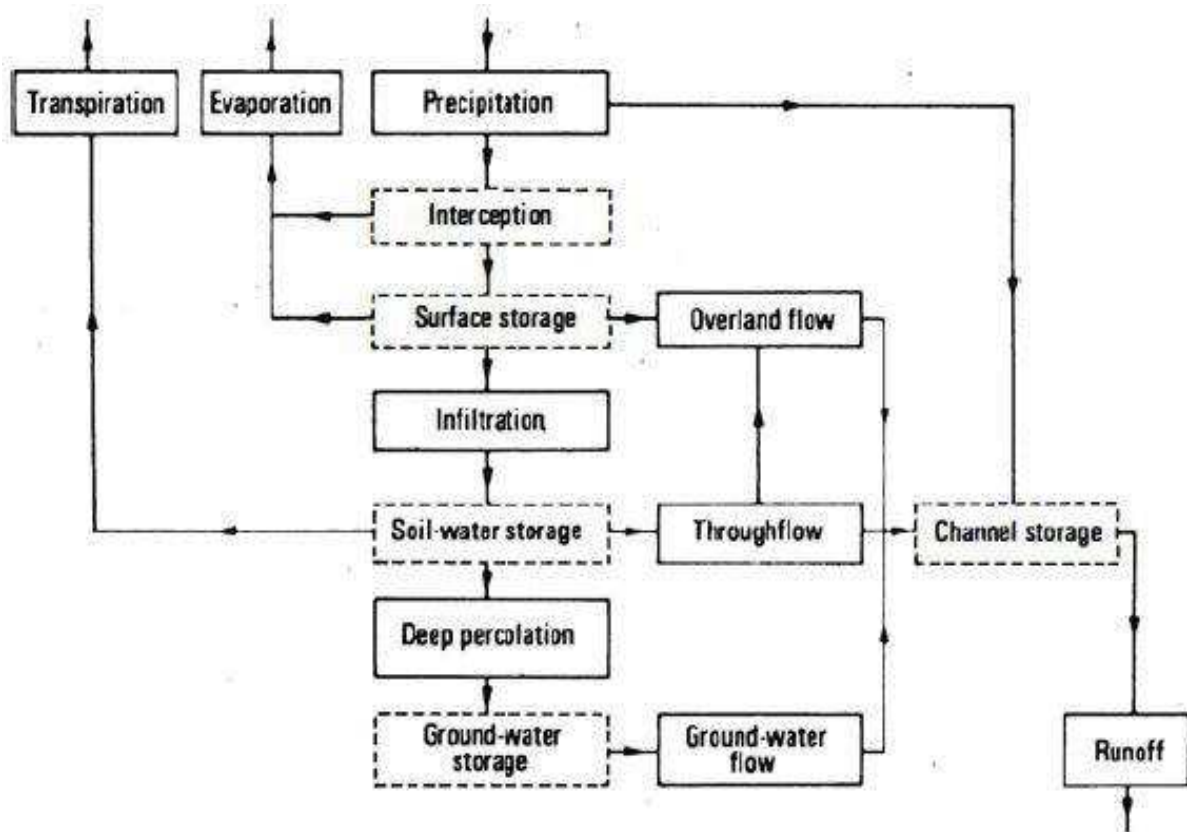 Transpiration
Evaporation
Precipitation
Interception
Surface storage
Overland flow
Infiltration
Soil-water storage
Throughflow
Channel storage
Deep percolation
Ground-water
storage
Ground-water
flow
Runoff